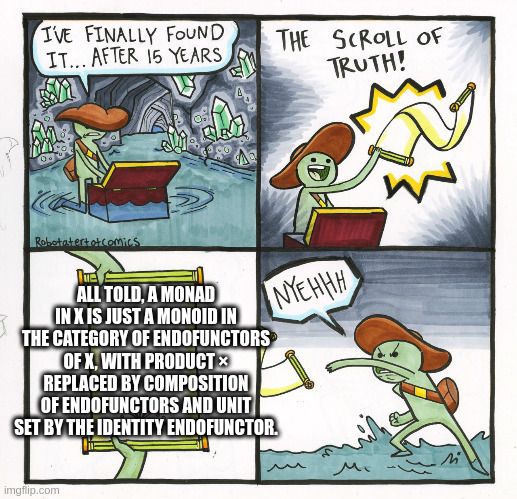 I'VE FINALLY FOUND
IT... AFTER 15 YEARS
THE SCROLL OF
TRUTH!
Robotatertotcomics
ALL TOLD, A MONAD
IN X IS JUST A MONOID IN
THE CATEGORY OF ENDOFUNCTORS
OF X, WITH PRODUCT ×
REPLACED BY COMPOSITION
OF ENDOFUNCTORS AND UNIT
SET BY THE IDENTITY ENDOFUNCTOR.
NYEHHH
imgflip.com